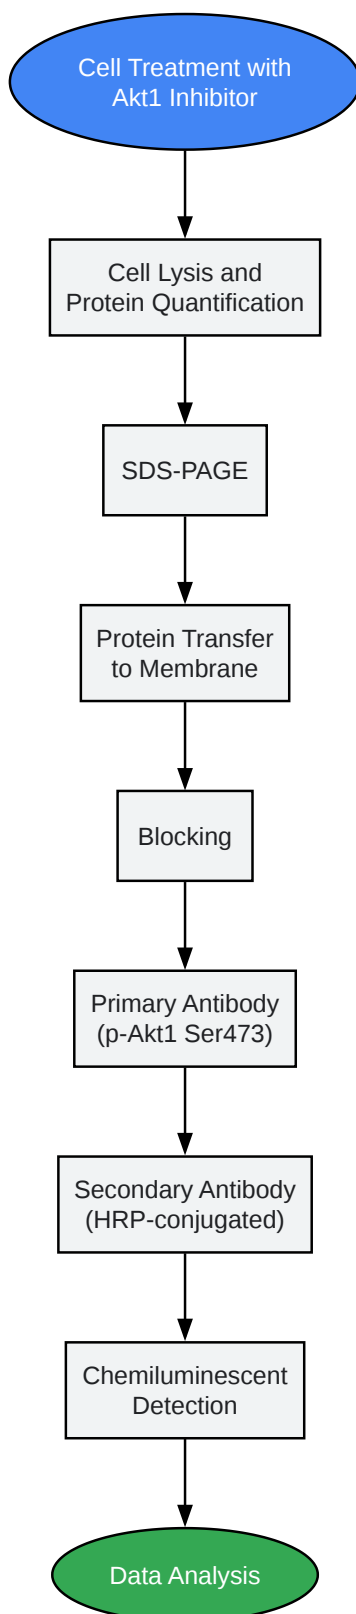 Cell Treatment with
Akt1 Inhibitor
Cell Lysis and
Protein Quantification
SDS-PAGE
Protein Transfer
to Membrane
Blocking
Primary Antibody
(p-Akt1 Ser473)
Secondary Antibody
(HRP-conjugated)
Chemiluminescent
Detection
Data Analysis